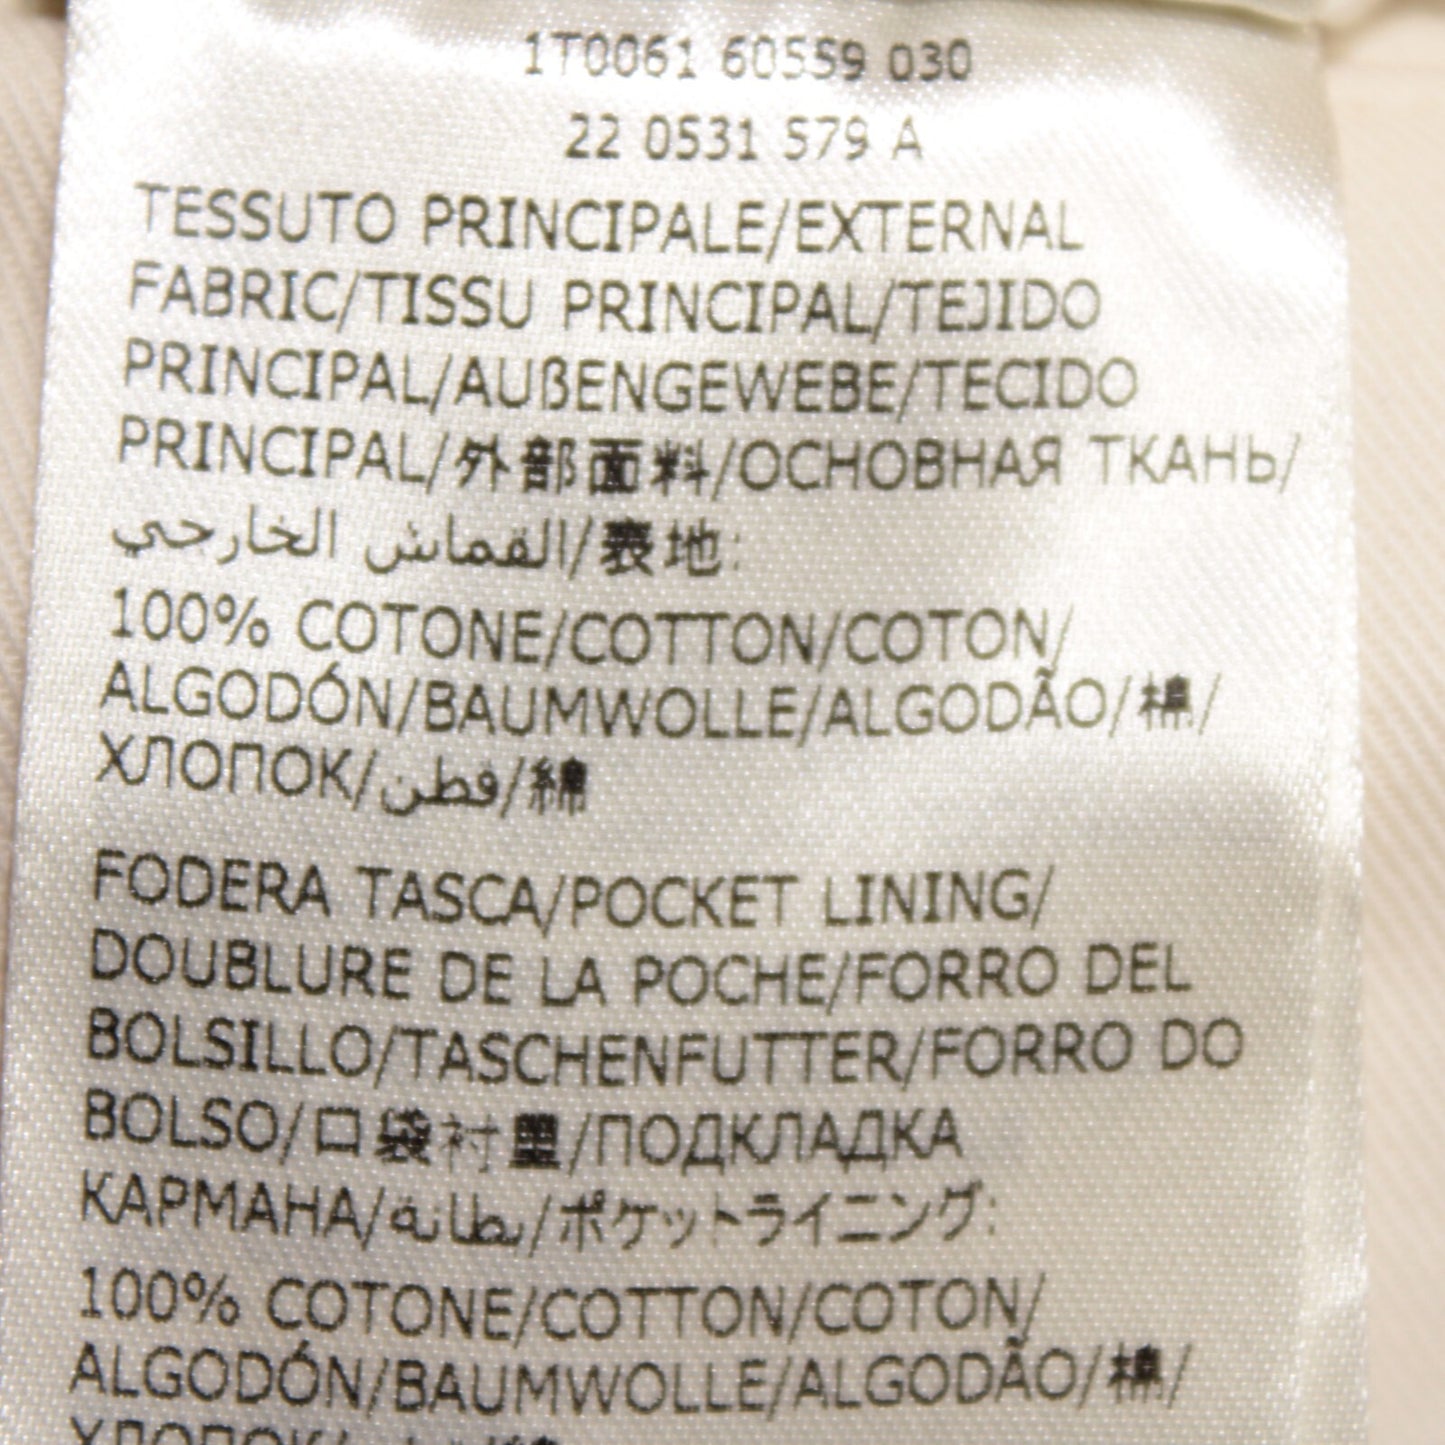 1T0061 60559 030
22 0531 579 A
TESSUTO PRINCIPALE/EXTERNAL
FABRIC/TISSU PRINCIPAL/TEJIDO
PRINCIPAL/AUßENGEWEBE/TECIDO
PRINCIPAL/外部面料/ОСНОВНАЯ ТКАНЬ/
القماش الخارجي/表地:
100% COTONE/COTTON/COTON/
ALGODÓN/BAUMWOLLE/ALGODÃO/棉/
ХЛОПОК/قطن/綿
FODERA TASCA/POCKET LINING/
DOUBLURE DE LA POCHE/FORRO DEL
BOLSILLO/TASCHENFUTTER/FORRO DO
BOLSO/口袋衬里/ПОДКЛАДКА
КАРМАНА/بطانة/ポケットライニング:
100% COTONE/COTTON/COTON/
ALGODÓN/BAUMWOLLE/ALGODÃO/棉/
ХЛОПОК/قطن/綿